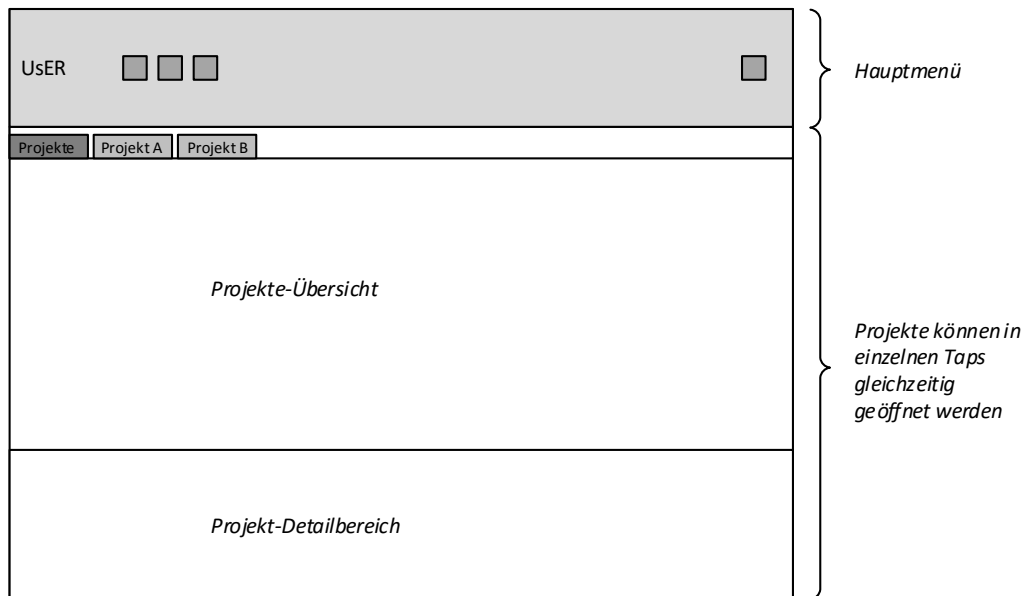 UsER
Hauptmenü
Projekte
Projekt A
Projekt B
Projekte-Übersicht
Projekte können in
einzelnen Taps
gleichzeitig
geöffnet werden
Projekt-Detailbereich